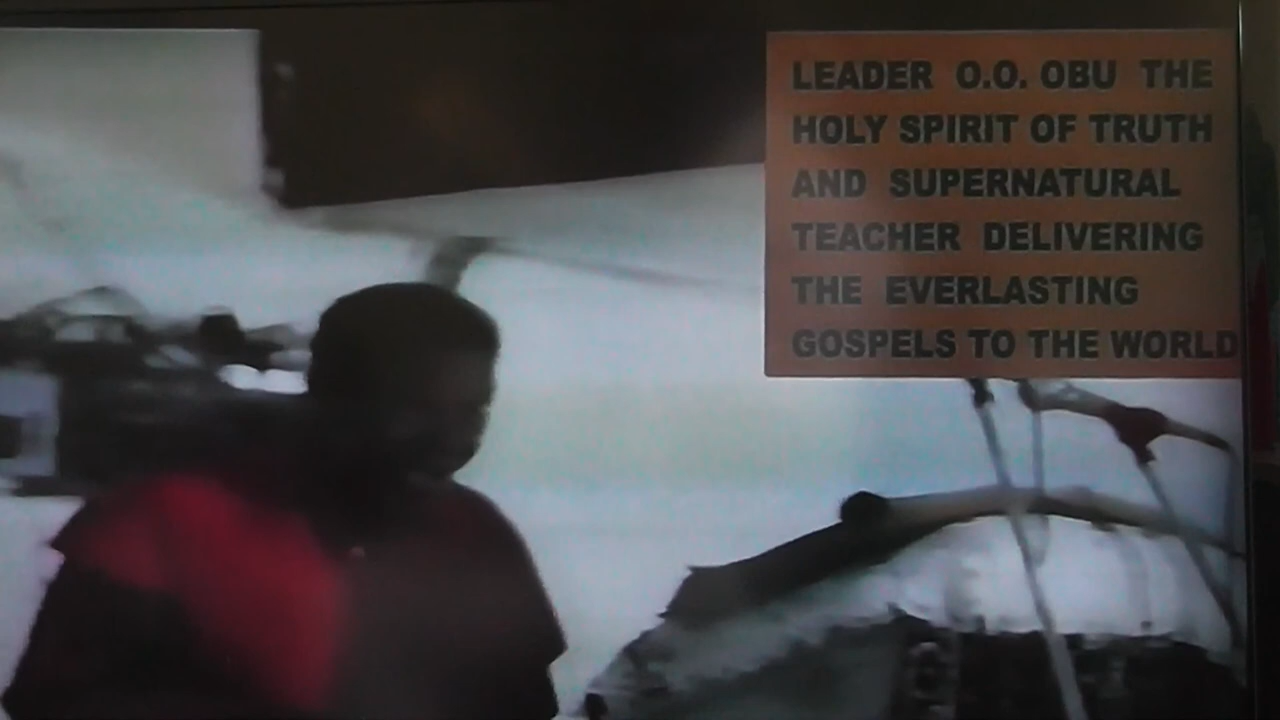 LEADER O.O. OBU THE
HOLY SPIRIT OF TRUTH
AND SUPERNATURAL
TEACHER DELIVERING
THE EVERLASTING
GOSPELS TO THE WORLD